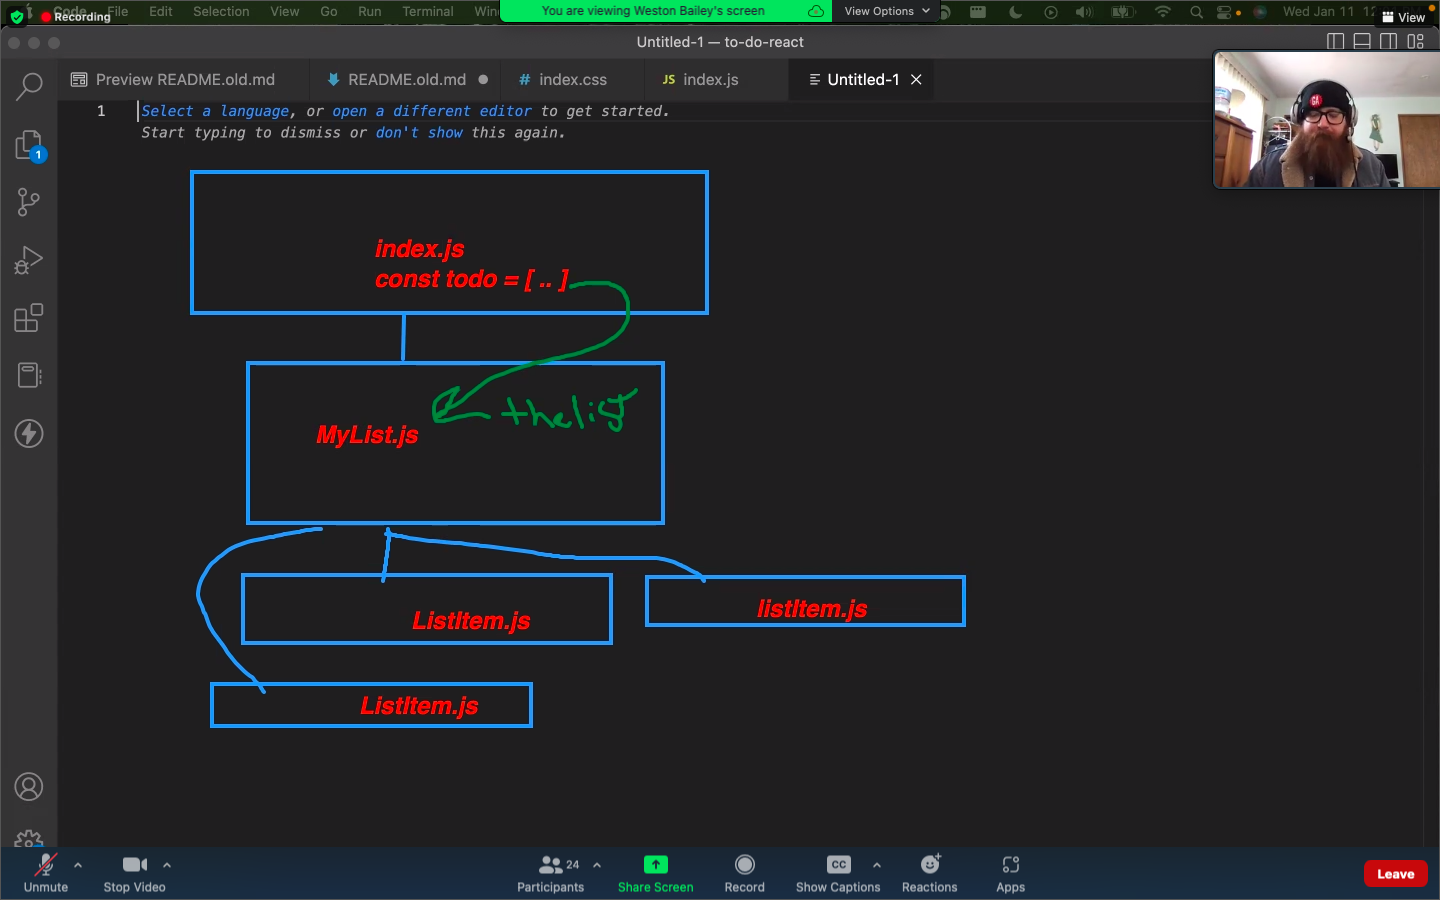 Code File Edit Selection View Go Run Terminal Win
Recording
You are viewing Weston Bailey's screen
View Options
Wed Jan 11
View
Untitled-1 — to-do-react
Preview README.old.md
README.old.md
# index.css
JS index.js
Untitled-1
1
Select a language, or open a different editor to get started.
Start typing to dismiss or don't show this again.
GA
1
index.js
const todo = [ .. ]
thelist
MyList.js
ListItem.js
listItem.js
ListItem.js
Unmute
Stop Video
24
Participants
Share Screen
Record
CC
Show Captions
Reactions
Apps
Leave